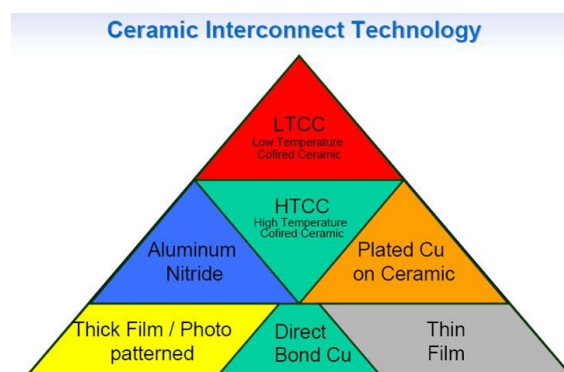 Ceramic Interconnect Technology
LTCC
Low Temperature
Cofired Ceramic
HTCC
High Temperature
Cofired Ceramic
Aluminum
Nitride
Plated Cu
on Ceramic
Thick Film / Photo
patterned
Direct
Bond Cu
Thin
Film